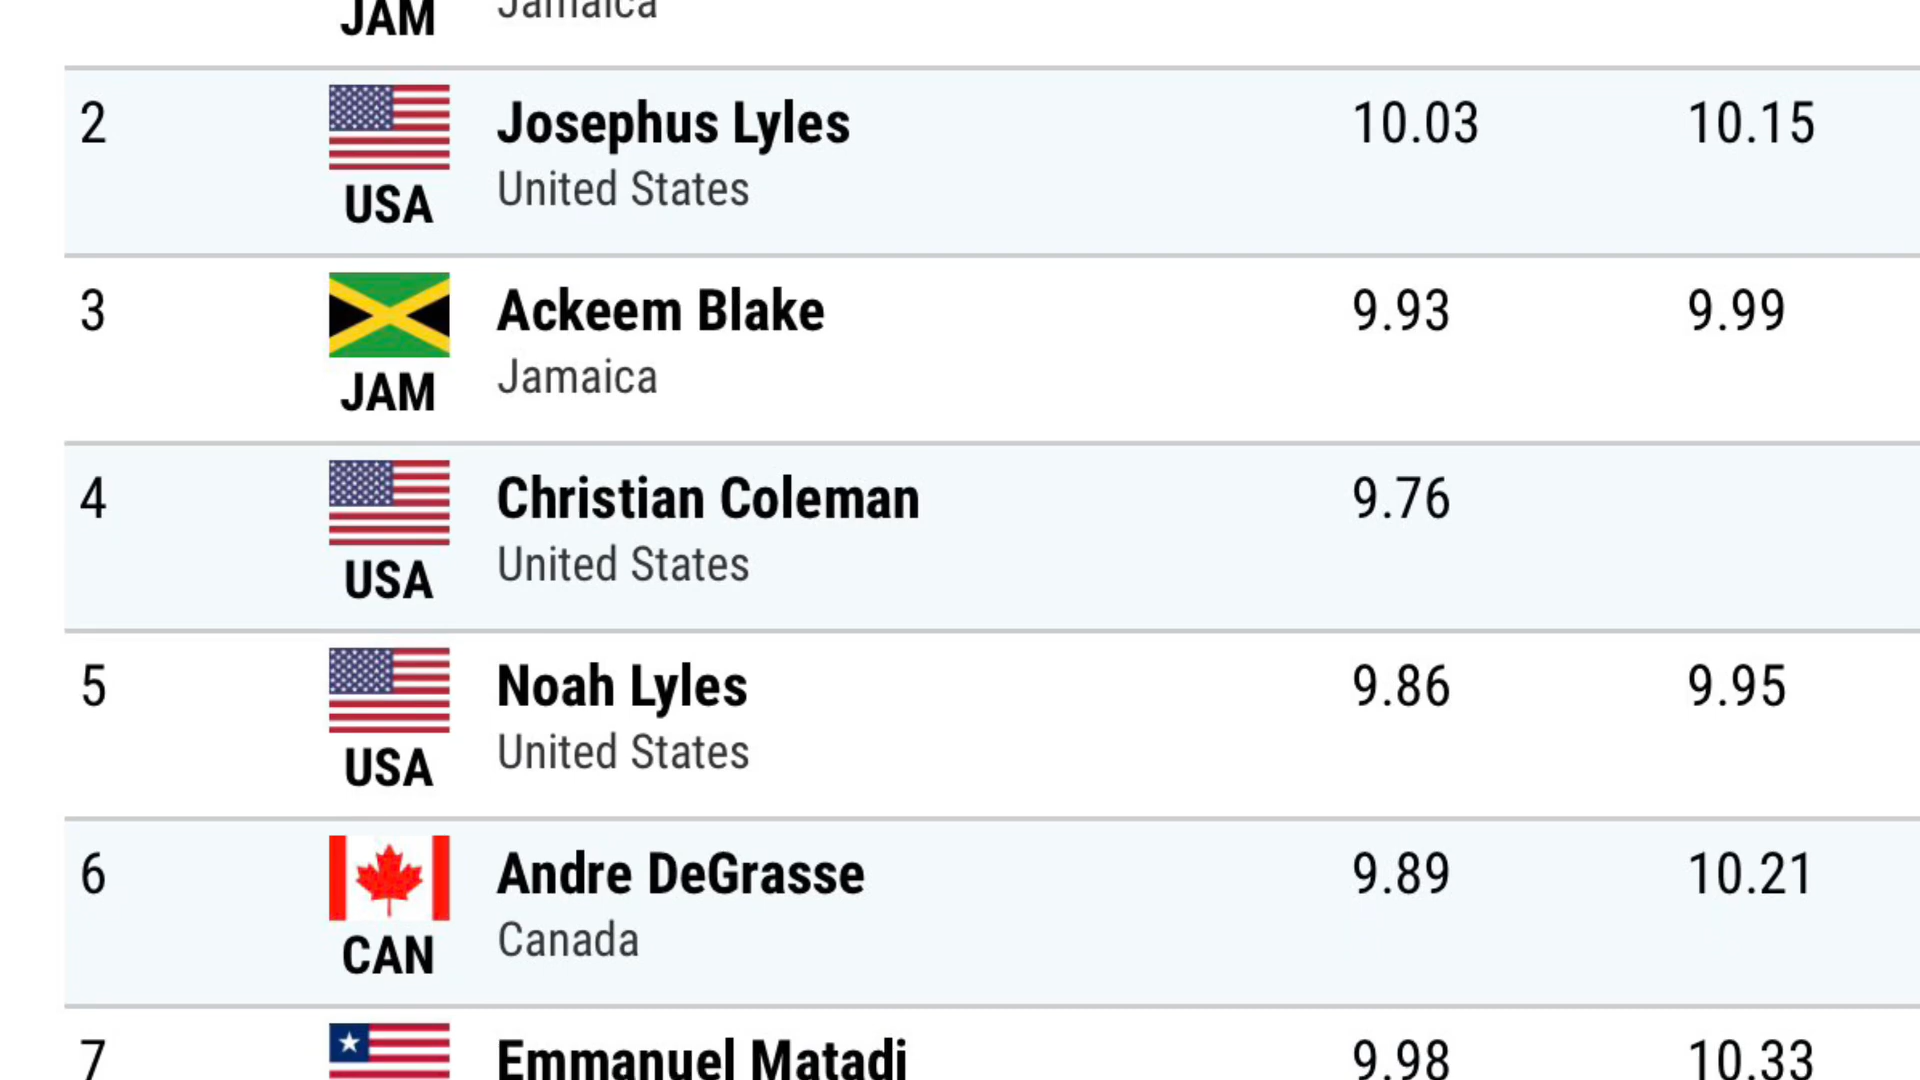 JAM Jamaica
2 Josephus Lyles 10.03 10.15
USA United States
3 Ackeem Blake 9.93 9.99
JAM Jamaica
4 Christian Coleman 9.76
USA United States
5 Noah Lyles 9.86 9.95
USA United States
6 Andre DeGrasse 9.89 10.21
CAN Canada
7 Emmanuel Matadi 9.98 10.33